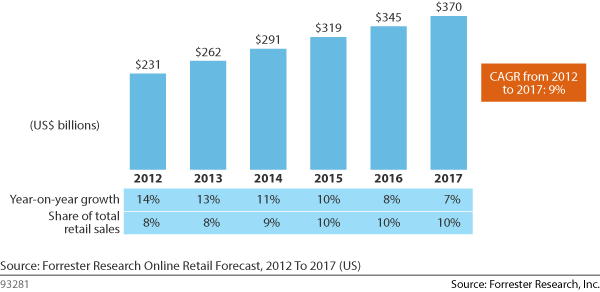 $231
$262
$291
$319
$345
$370
CAGR from 2012
to 2017: 9%
(US$ billions)
2012 2013 2014 2015 2016 2017
Year-on-year growth 14% 13% 11% 10% 8% 7%
Share of total
retail sales 8% 8% 9% 10% 10% 10%
Source: Forrester Research Online Retail Forecast, 2012 To 2017 (US)
93281
Source: Forrester Research, Inc.